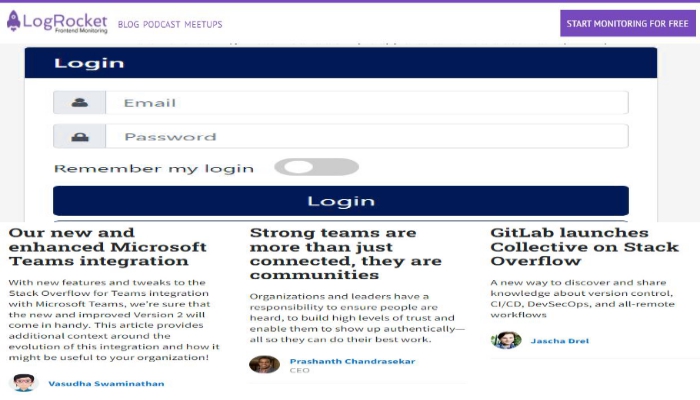 LogRocket
Frontend Monitoring
BLOG PODCAST MEETUPS
START MONITORING FOR FREE
Login
Email
Password
Remember my login
Login
Our new and
enhanced Microsoft
Teams integration
With new features and tweaks to the
Stack Overflow for Teams integration
with Microsoft Teams, we're sure that
the new and improved Version 2 will
come in handy. This article provides
additional context around the
evolution of this integration and how it
might be useful to your organization!
Vasudha Swaminathan
Strong teams are
more than just
connected, they are
communities
Organizations and leaders have a
responsibility to ensure people are
heard, to build high levels of trust and
enable them to show up authentically—
all so they can do their best work.
Prashanth Chandrasekar
CEO
GitLab launches
Collective on Stack
Overflow
A new way to discover and share
knowledge about version control,
CI/CD, DevSecOps, and all-remote
workflows
Jascha Drel